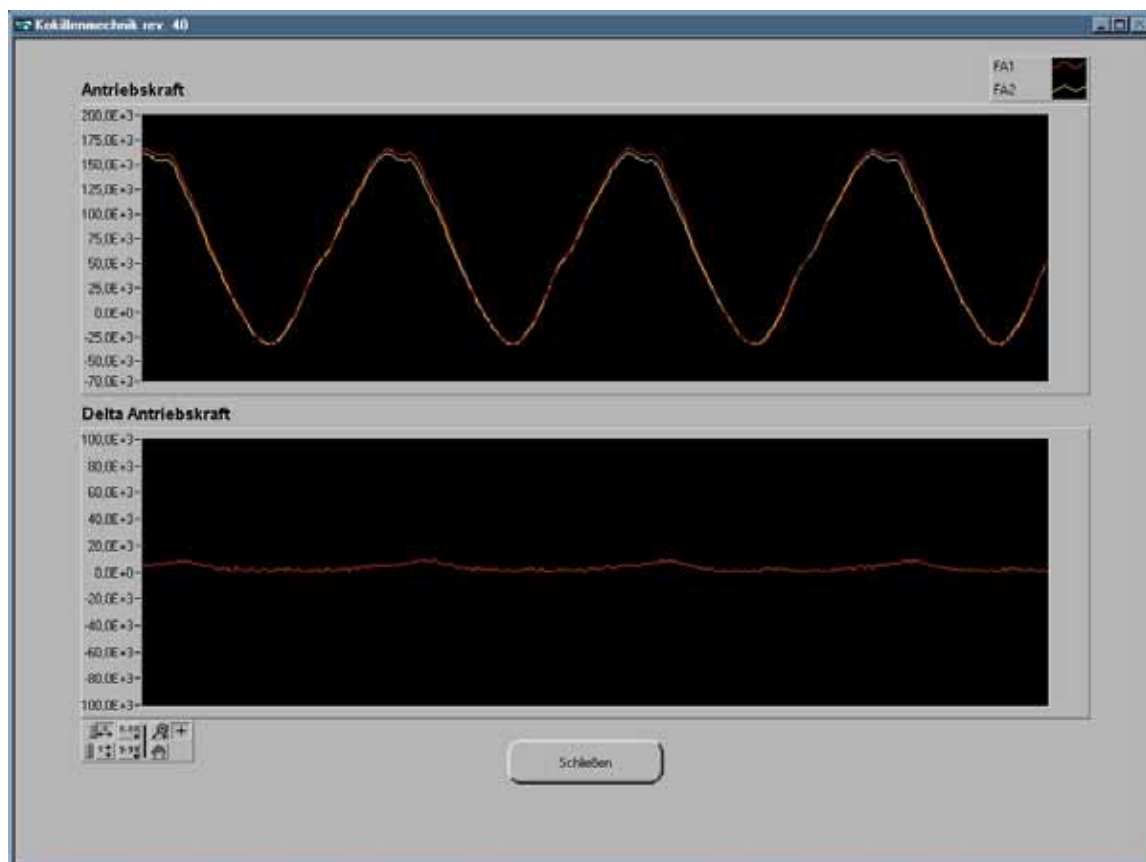 Kokillenmechnik rev. 40
FA1
FA2
Antriebskraft
200,0E+3
175,0E+3
150,0E+3
125,0E+3
100,0E+3
75,0E+3
50,0E+3
25,0E+3
0,0E+0
-25,0E+3
-50,0E+3
-70,0E+3
Delta Antriebskraft
100,0E+3
80,0E+3
60,0E+3
40,0E+3
20,0E+3
0,0E+0
-20,0E+3
-40,0E+3
-60,0E+3
-80,0E+3
100,0E+3
Schließen